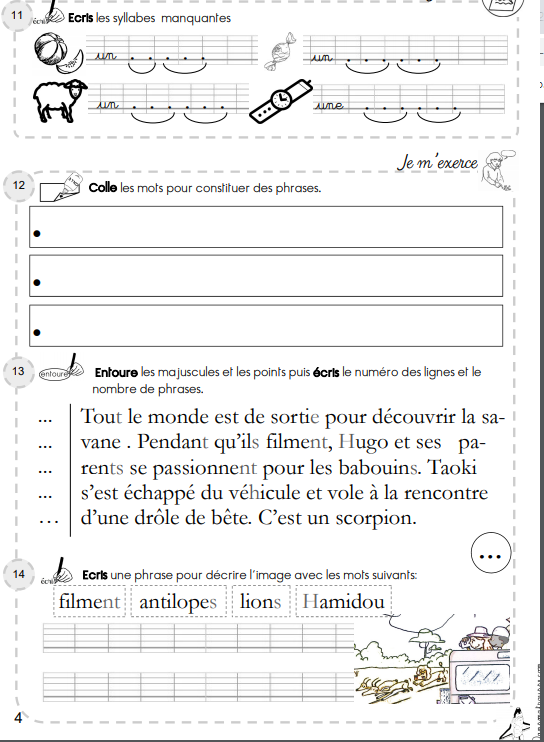 11 écris Ecris les syllabes manquantes
un . . . . . un . . . . . .
un . . . . . . une . . . . . .
Je m'exerce
12 Colle les mots pour constituer des phrases.
13 entoure Entoure les majuscules et les points puis écris le numéro des lignes et le
nombre de phrases.
... Tout le monde est de sortie pour découvrir la sa-
... vane . Pendant qu'ils filment, Hugo et ses pa-
... rents se passionnent pour les babouins. Taoki
... s'est échappé du véhicule et vole à la rencontre
... d'une drôle de bête. C'est un scorpion.
...
14 écris Ecris une phrase pour décrire l'image avec les mots suivants:
filment antilopes lions Hamidou
4